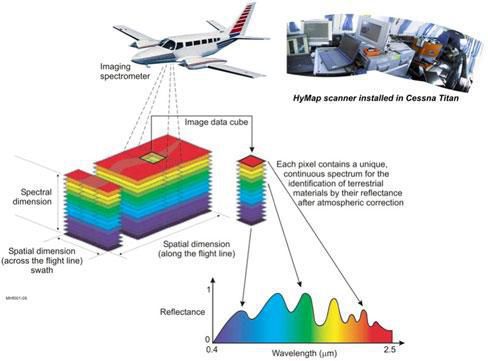 Imaging
spectrometer
HyMap scanner installed in Cessna Titan
Image data cube
Each pixel contains a unique,
continuous spectrum for the
identification of terrestrial
materials by their reflectance
after atmospheric correction
Spectral
dimension
Spatial dimension
(across the flight line)
swath
Spatial dimension
(along the flight line)
MHR001-05
1
Reflectance
0
0.4
2.5
Wavelength (μm)